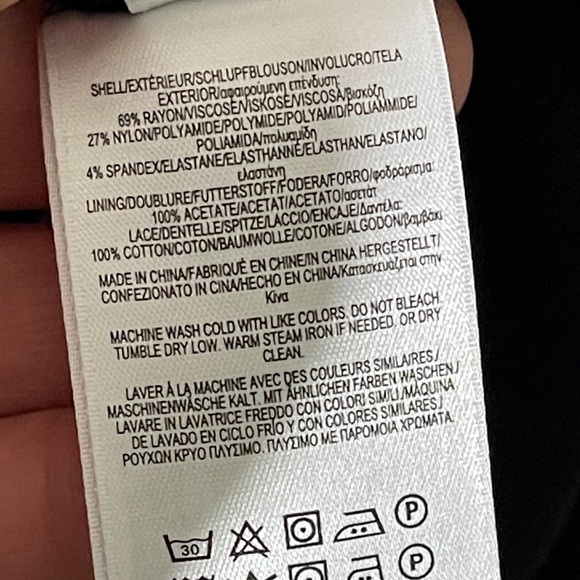 SHELL/EXTÉRIEUR/SCHLUPFBLOUSON/INVOLUCRO/TELA
EXTERIOR/αφαιρούμενη επένδυση:
69% RAYON/VISCOSE/VISKOSE/VISCOSA/βισκόζη
27% NYLON/POLYAMIDE/POLYMIDE/POLYAMID/POLIAMMIDE/
POLIAMIDA/πολυαμίδη
4% SPANDEX/ELASTANE/ELASTHANNE/ELASTHAN/ELASTANO/
ελαστάνη
LINING/DOUBLURE/FUTTERSTOFF/FODERA/FORRO/φοδράρισμα:
100% ACETATE/ACETAT/ACETATO/ασετάτ
LACE/DENTELLE/SPITZE/LACCIO/ENCAJE/Δαντέλα:
100% COTTON/COTON/BAUMWOLLE/COTONE/ALGODON/βαμβάκι
MADE IN CHINA/FABRIQUÉ EN CHINE/IN CHINA HERGESTELLT/
CONFEZIONATO IN CINA/HECHO EN CHINA/Κατασκευάζεται στην
Κίνα
MACHINE WASH COLD WITH LIKE COLORS. DO NOT BLEACH.
TUMBLE DRY LOW. WARM STEAM IRON IF NEEDED. OR DRY
CLEAN.
LAVER À LA MACHINE AVEC DES COULEURS SIMILAIRES./
MASCHINENWÄSCHE KALT. MIT ÄHNLICHEN FARBEN WASCHEN./
LAVARE IN LAVATRICE FREDDO CON COLORI SIMILI./MÁQUINA
DE LAVADO EN CICLO FRÍO Y CON COLORES SIMILARES./
ΡΟΥΧΩΝ ΚΡΥΟ ΠΛΥΣΙΜΟ. ΠΛΥΣΙΜΟ ΜΕ ΠΑΡΟΜΟΙΑ ΧΡΩΜΑΤΑ.
30 P
P